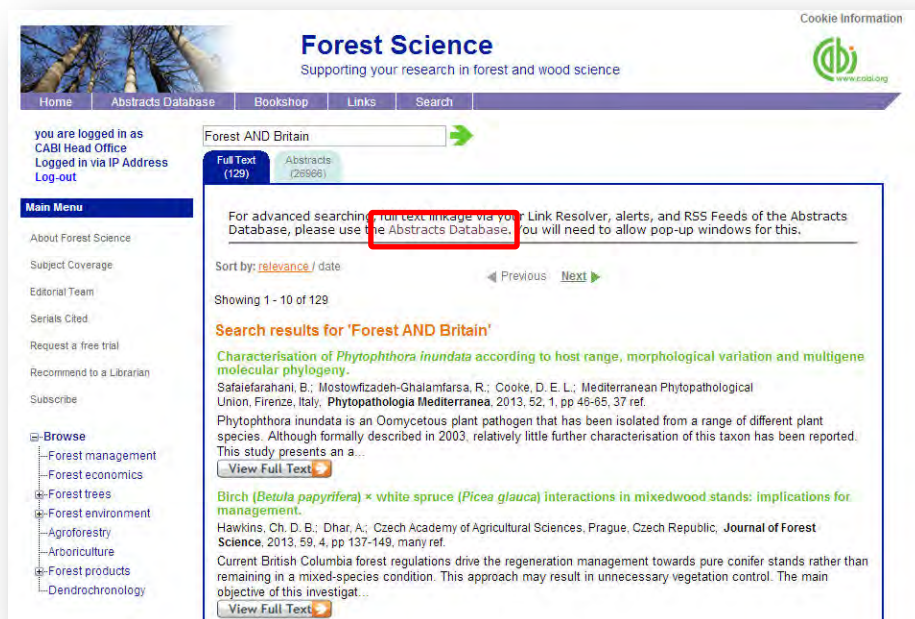 Cookie Information
Forest Science
Supporting your research in forest and wood science
www.cabi.org
Home
Abstracts Database
Bookshop
Links
Search
you are logged in as
CABI Head Office
Logged in via IP Address
Log-out
Forest AND Britain
Full Text
(129)
Abstracts
(26966)
Main Menu
About Forest Science
Subject Coverage
Editorial Team
Serials Cited
Request a free trial
Recommend to a Librarian
Subscribe
Browse
Forest management
Forest economics
Forest trees
Forest environment
Agroforestry
Arboriculture
Forest products
Dendrochronology
For advanced searching, full text linkage via your Link Resolver, alerts, and RSS Feeds of the Abstracts
Database, please use the Abstracts Database. You will need to allow pop-up windows for this.
Sort by: relevance / date
Previous Next
Showing 1 - 10 of 129
Search results for 'Forest AND Britain'
Characterisation of Phytophthora inundata according to host range, morphological variation and multigene
molecular phylogeny.
Safaiefarahani, B.; Mostowfizadeh-Ghalamfarsa, R.; Cooke, D. E. L.; Mediterranean Phytopathological
Union, Firenze, Italy, Phytopathologia Mediterranea, 2013, 52, 1, pp 46-65, 37 ref.
Phytophthora inundata is an Oomycetous plant pathogen that has been isolated from a range of different plant
species. Although formally described in 2003, relatively little further characterisation of this taxon has been reported.
This study presents an a...
View Full Text
Birch (Betula papyrifera) × white spruce (Picea glauca) interactions in mixedwood stands: implications for
management.
Hawkins, Ch. D. B.; Dhar, A.; Czech Academy of Agricultural Sciences, Prague, Czech Republic, Journal of Forest
Science, 2013, 59, 4, pp 137-149, many ref.
Current British Columbia forest regulations drive the regeneration management towards pure conifer stands rather than
remaining in a mixed-species condition. This approach may result in unnecessary vegetation control. The main
objective of this investigat...
View Full Text